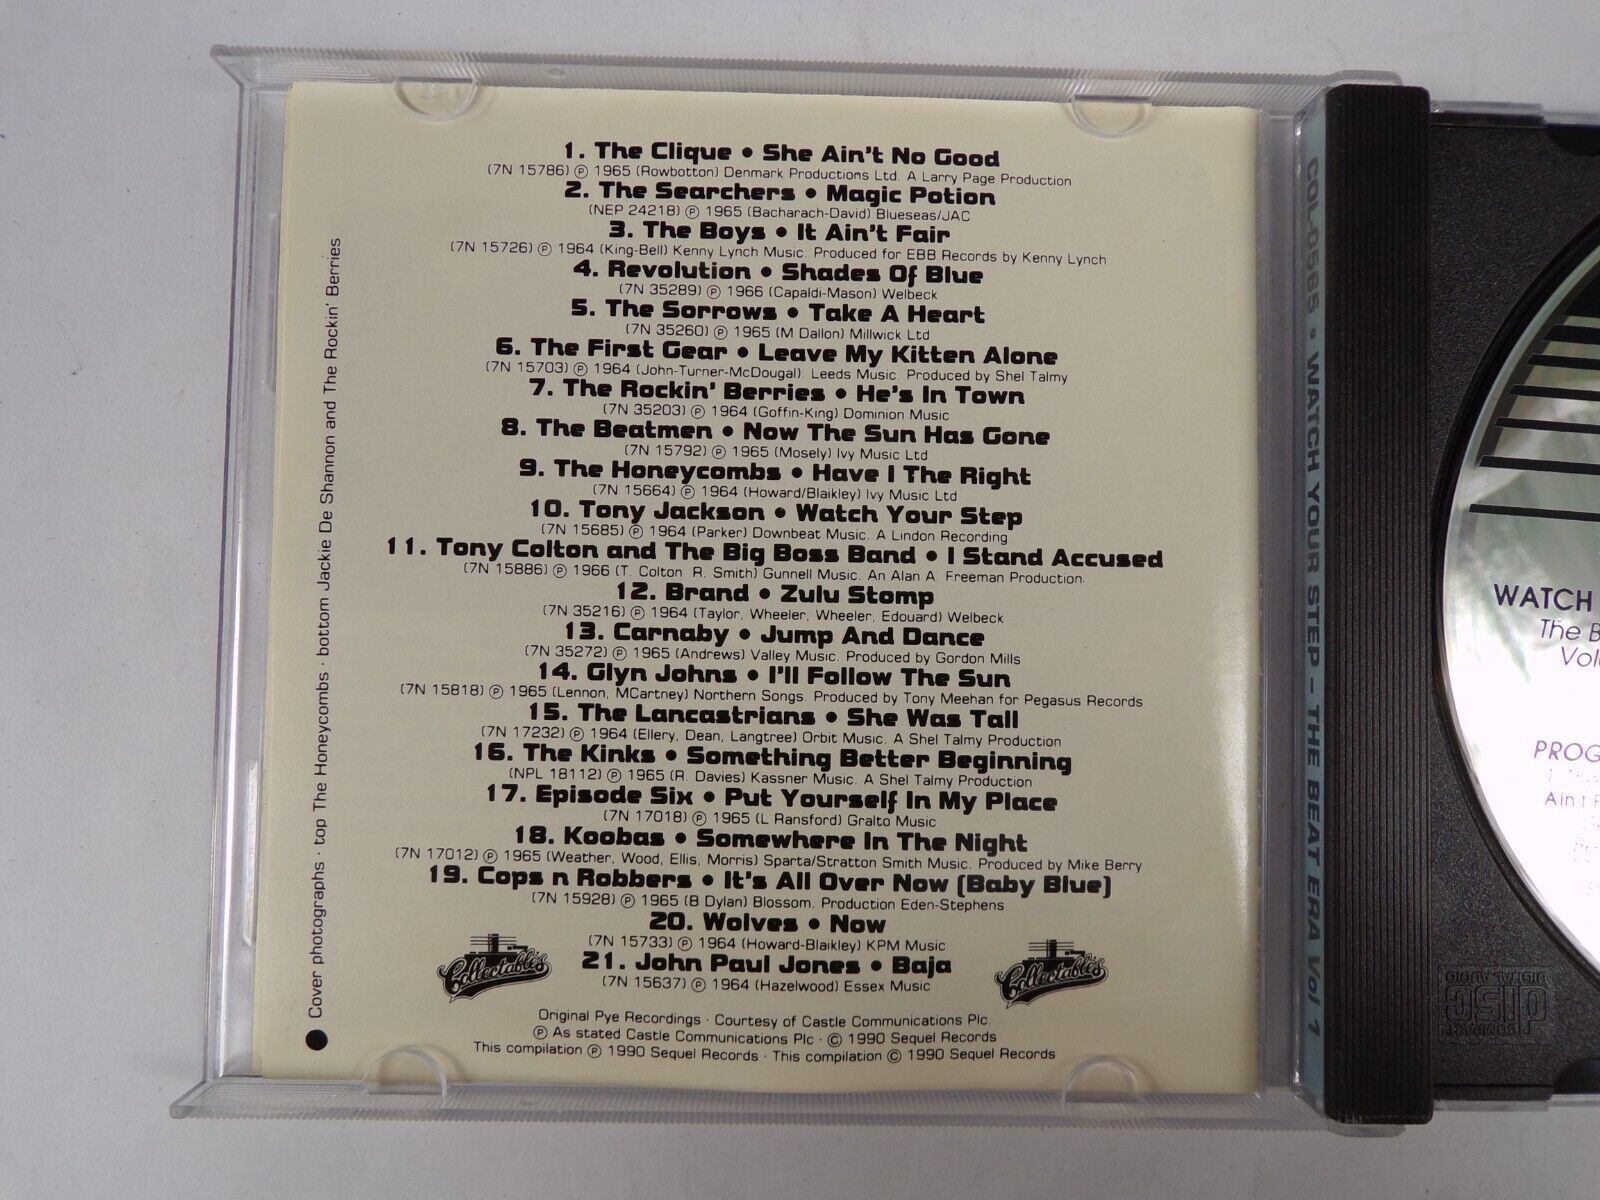 1. The Clique • She Ain't No Good
(7N 15786) ℗ 1965 (Rowbotton) Denmark Productions Ltd. A Larry Page Production
2. The Searchers • Magic Potion
(NEP 24218) ℗ 1965 (Bacharach-David) Blueseas/JAC
3. The Boys • It Ain't Fair
(7N 15726) ℗ 1964 (King-Bell) Kenny Lynch Music. Produced for EBB Records by Kenny Lynch
4. Revolution • Shades Of Blue
(7N 35289) ℗ 1966 (Capaldi-Mason) Welbeck
5. The Sorrows • Take A Heart
(7N 35260) ℗ 1965 (M Dallon) Millwick Ltd
6. The First Gear • Leave My Kitten Alone
(7N 15703) ℗ 1964 (John-Turner-McDougal). Leeds Music. Produced by Shel Talmy
7. The Rockin' Berries • He's In Town
(7N 35203) ℗ 1964 (Goffin-King) Dominion Music
8. The Beatmen • Now The Sun Has Gone
(7N 15792) ℗ 1965 (Mosely) Ivy Music Ltd
9. The Honeycombs • Have I The Right
(7N 15664) ℗ 1964 (Howard/Blaikley) Ivy Music Ltd
10. Tony Jackson • Watch Your Step
(7N 15685) ℗ 1964 (Parker) Downbeat Music. A Lindon Recording
11. Tony Colton and The Big Boss Band • I Stand Accused
(7N 15886) ℗ 1966 (T. Colton R. Smith) Gunnell Music. An Alan A. Freeman Production.
12. Brand • Zulu Stomp
(7N 35216) ℗ 1964 (Taylor, Wheeler, Wheeler, Edouard) Welbeck
13. Carnaby • Jump And Dance
(7N 35272) ℗ 1965 (Andrews) Valley Music. Produced by Gordon Mills
14. Glyn Johns • I'll Follow The Sun
(7N 15818) ℗ 1965 (Lennon, McCartney) Northern Songs. Produced by Tony Meehan for Pegasus Records
15. The Lancastrians • She Was Tall
(7N 17232) ℗ 1964 (Ellery, Dean, Langtree) Orbit Music. A Shel Talmy Production
16. The Kinks • Something Better Beginning
(NPL 18112) ℗ 1965 (R. Davies) Kassner Music. A Shel Talmy Production
17. Episode Six • Put Yourself In My Place
(7N 17018) ℗ 1965 (L Ransford) Gralto Music
18. Koobas • Somewhere In The Night
(7N 17012) ℗ 1965 (Weather, Wood, Ellis, Morris) Sparta/Stratton Smith Music. Produced by Mike Berry
19. Cops n Robbers • It's All Over Now (Baby Blue)
(7N 15928) ℗ 1965 (B Dylan) Blossom. Production Eden-Stephens
20. Wolves • Now
(7N 15733) ℗ 1964 (Howard-Blaikley) KPM Music
21. John Paul Jones • Baja
(7N 15637) ℗ 1964 (Hazelwood) Essex Music
Collectables
Collectables
Original Pye Recordings · Courtesy of Castle Communications Plc.
℗ As stated Castle Communications Plc · © 1990 Sequel Records
This compilation ℗ 1990 Sequel Records · This compilation © 1990 Sequel Records
● Cover photographs · top The Honeycombs · bottom Jackie De Shannon and The Rockin' Berries
COL-0565 • WATCH YOUR STEP – THE BEAT ERA Vol 1
WATCH
The B
Volu
PROG
1. The
Ain't F
COMPACT
disc
DIGITAL AUDIO